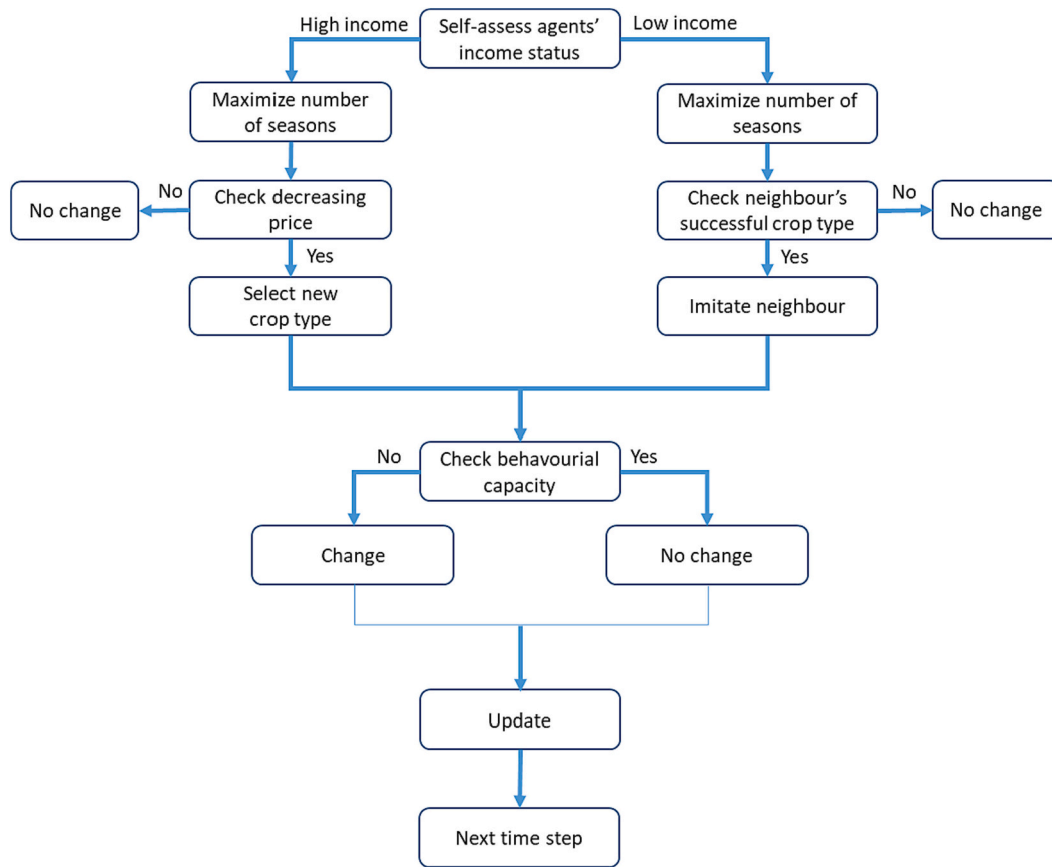 High income
Self-assess agents'
income status
Low income
Maximize number
of seasons
Maximize number of
seasons
No change
No
Check decreasing
price
Check neighbour's
successful crop type
No
No change
Yes
Yes
Select new
crop type
Imitate neighbour
No
Check behavourial
capacity
Yes
Change
No change
Update
Next time step